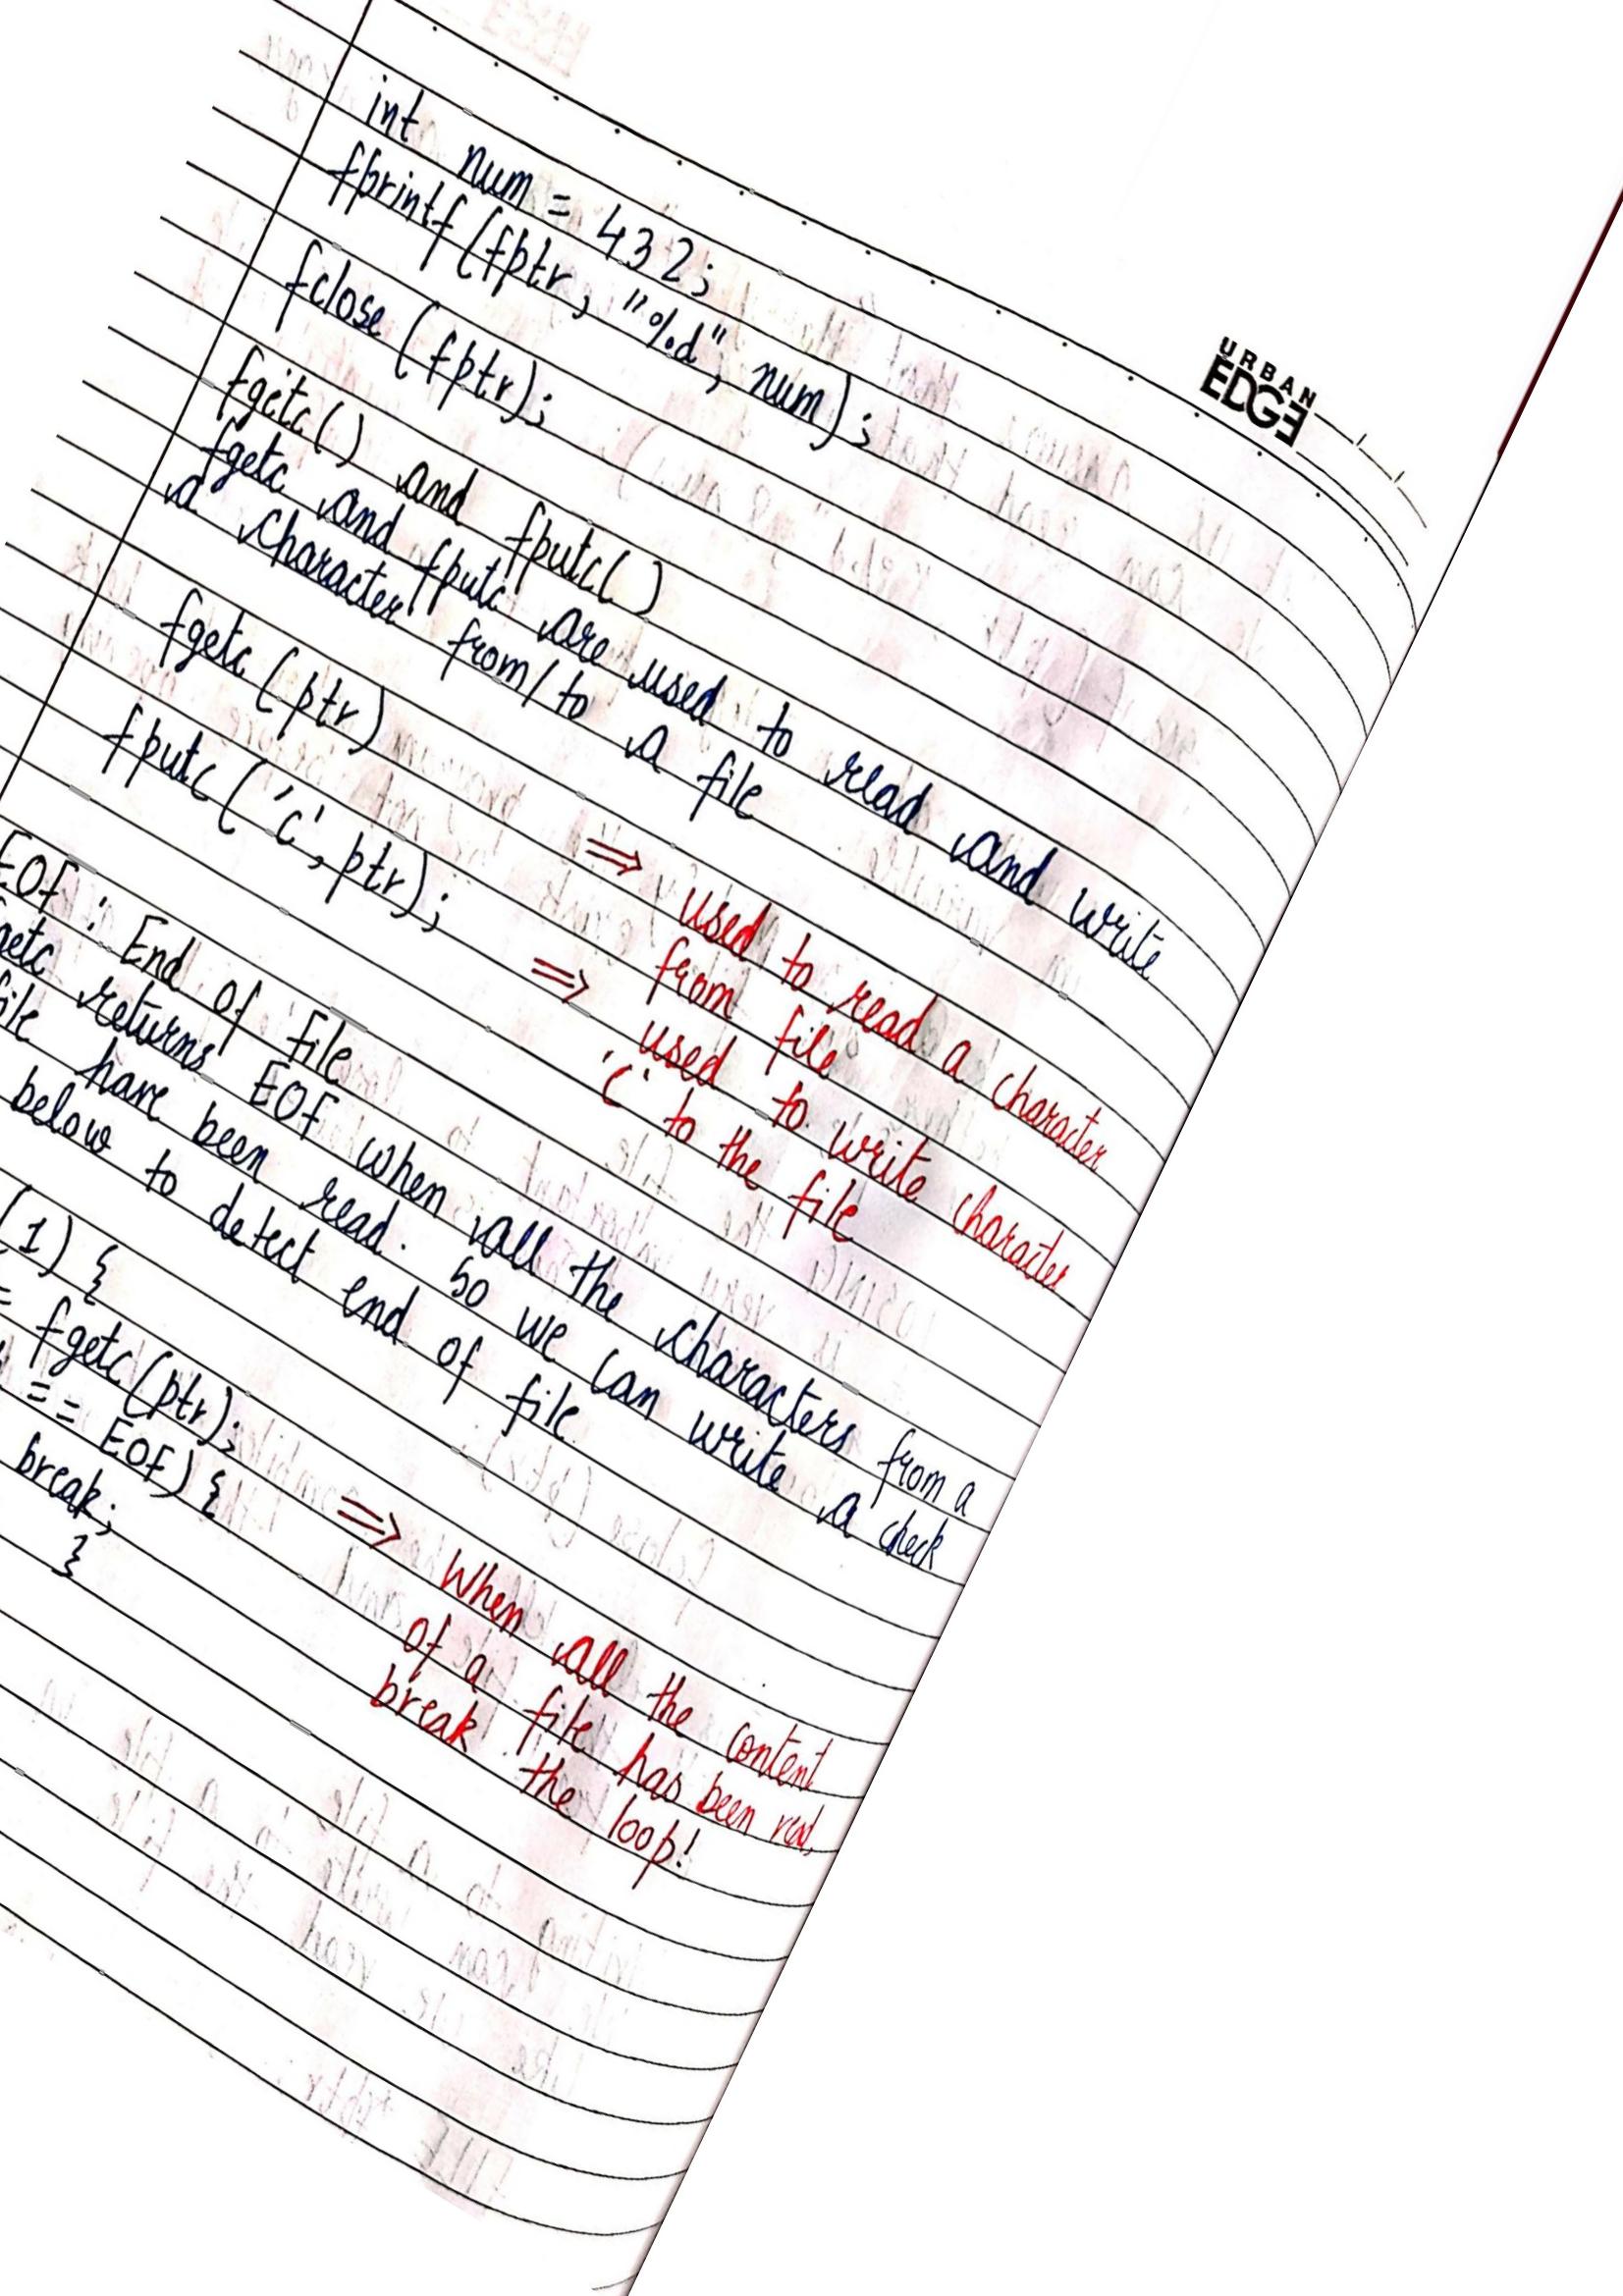 URBAN
EDGE
int num = 432;
fprintf (fptr, "%d", num);
fclose (fptr);
fgetc() and fputc()
fgetc and fputc are used to read and write
a character from/to a file
fgetc (ptr) ⇒ used to read a character
from file
fputc ('c', ptr); ⇒ used to write character
'c' to the file
EOF : End of File
getc returns EOF when all the characters from a
file have been read. So we can write a check
below to detect end of file.
(1) {
= fgetc(ptr);
== EOF) { ⇒ When all the content
break; of a file has been read,
} break the loop!